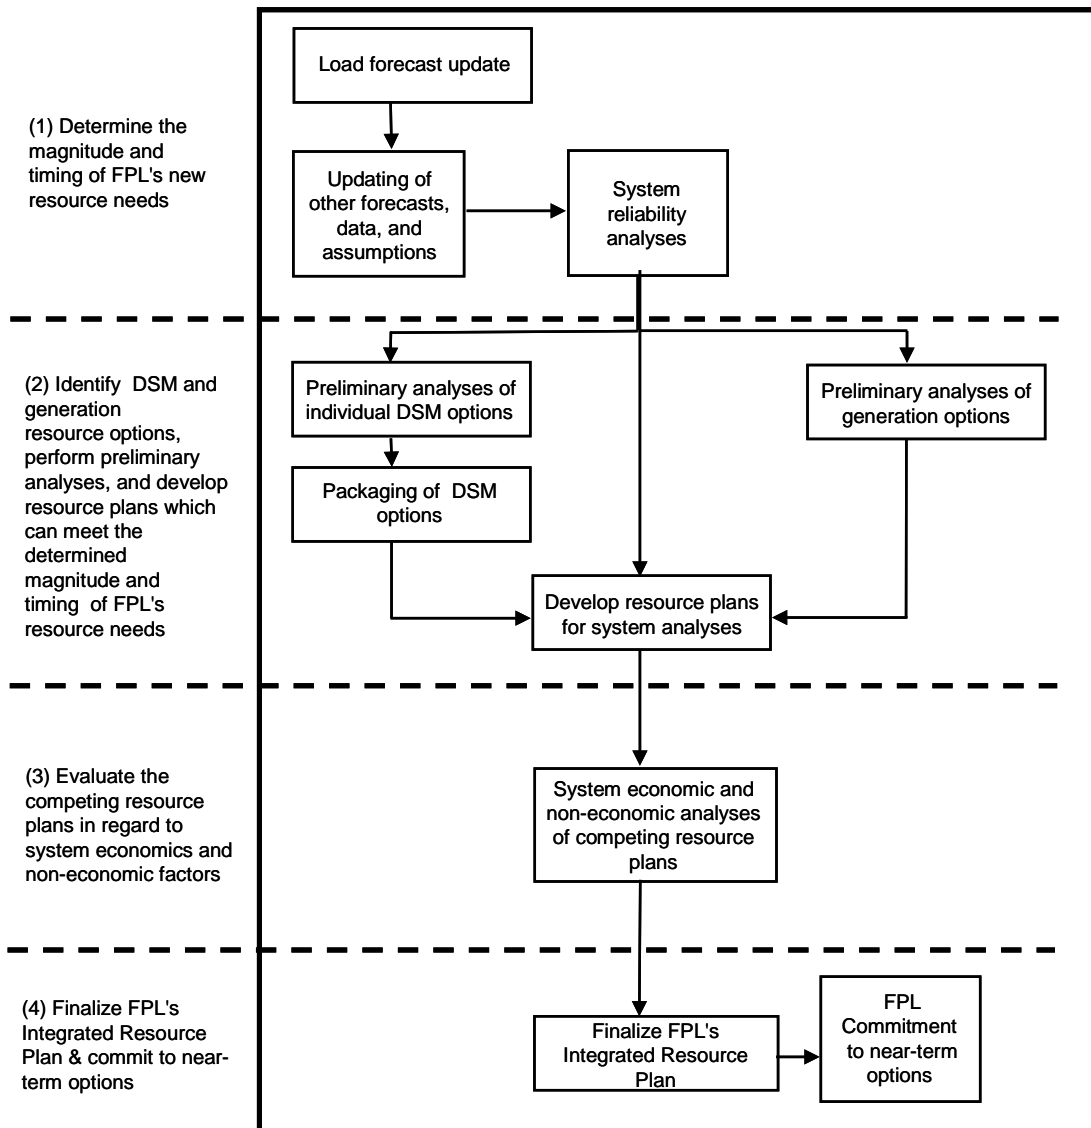 (1) Determine the
magnitude and
timing of FPL's new
resource needs
Load forecast update
Updating of
other forecasts,
data, and
assumptions
System
reliability
analyses
(2) Identify DSM and
generation
resource options,
perform preliminary
analyses, and develop
resource plans which
can meet the
determined
magnitude and
timing of FPL's
resource needs
Preliminary analyses of
individual DSM options
Preliminary analyses of
generation options
Packaging of DSM
options
Develop resource plans
for system analyses
(3) Evaluate the
competing resource
plans in regard to
system economics and
non-economic factors
System economic and
non-economic analyses
of competing resource
plans
(4) Finalize FPL's
Integrated Resource
Plan & commit to near-
term options
Finalize FPL's
Integrated Resource
Plan
FPL
Commitment
to near-term
options